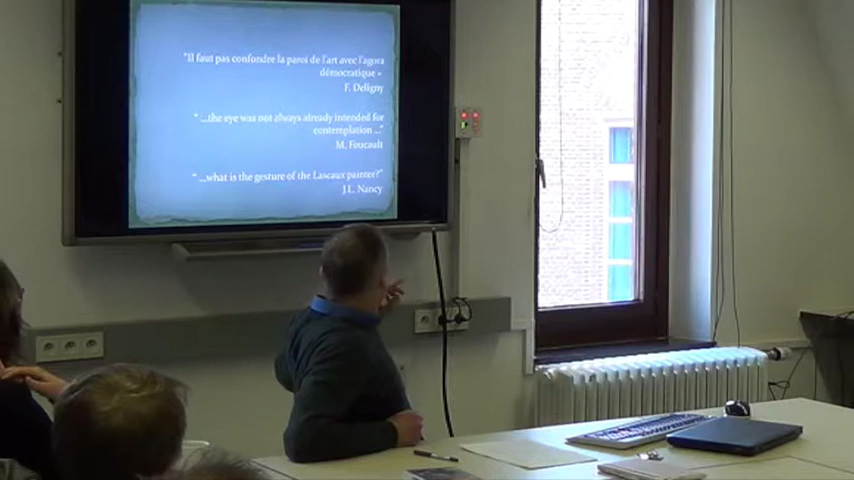 "Il faut pas confondre la paroi de l'art avec l'agora
démocratique »
F. Deligny
" ...the eye was not always already intended for
contemplation ..."
M. Foucault
" ...what is the gesture of the Lascaux painter?"
J.L. Nancy